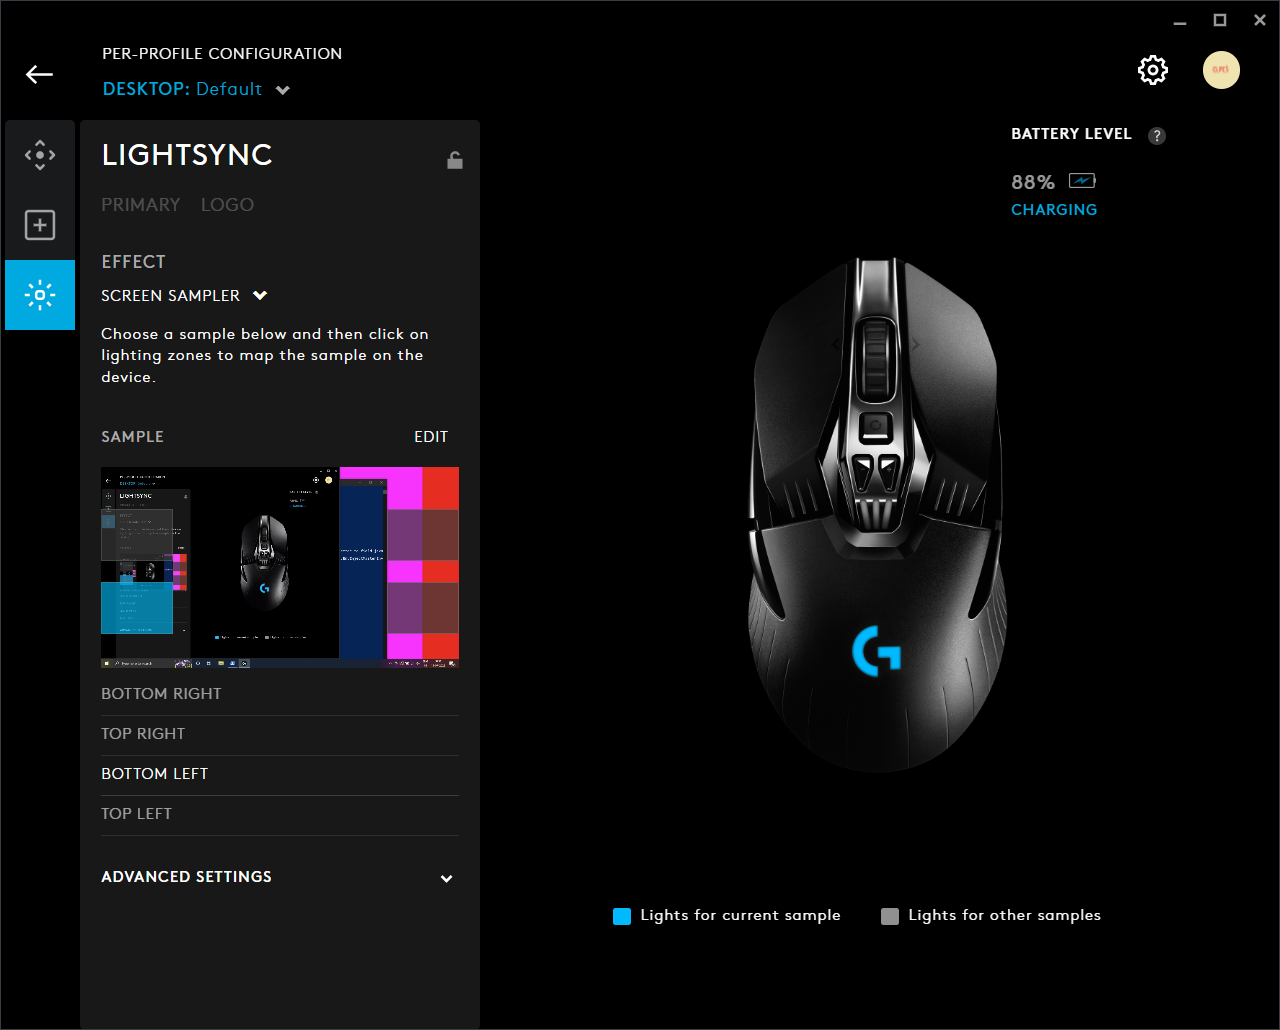 PER-PROFILE CONFIGURATION
DESKTOP: Default
BATTERY LEVEL ?
88%
CHARGING
LIGHTSYNC
PRIMARY LOGO
EFFECT
SCREEN SAMPLER
Choose a sample below and then click on
lighting zones to map the sample on the
device.
SAMPLE EDIT
LIGHTSYNC
BOTTOM RIGHT
TOP RIGHT
BOTTOM LEFT
TOP LEFT
ADVANCED SETTINGS
Lights for current sample
Lights for other samples